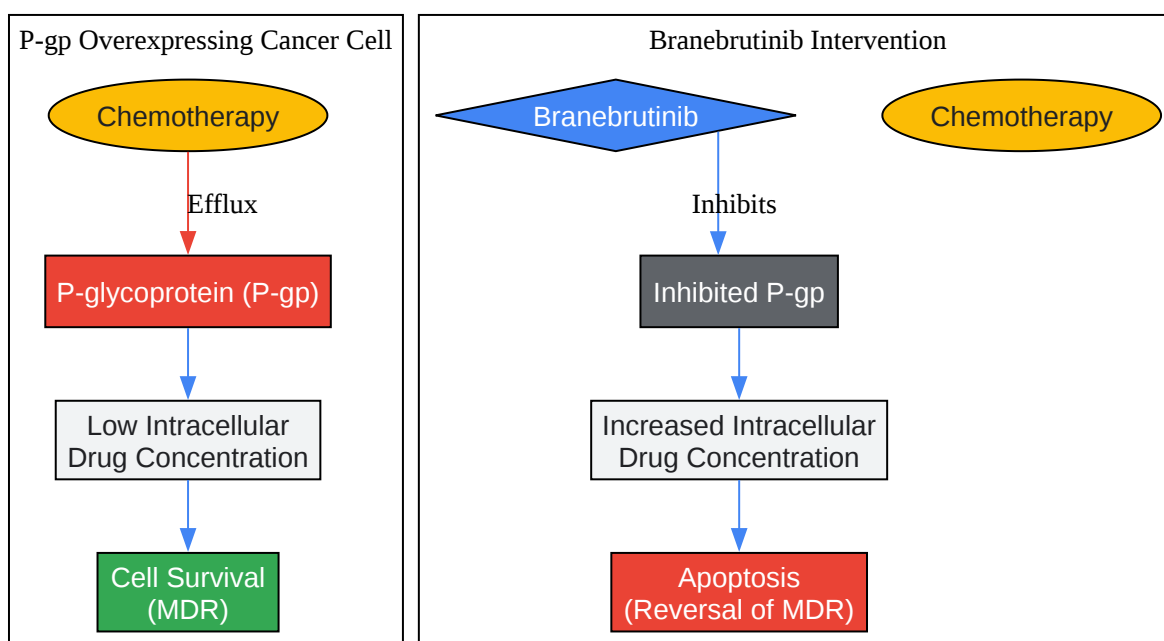 P-gp Overexpressing Cancer Cell
Chemotherapy
Efflux
P-glycoprotein (P-gp)
Low Intracellular
Drug Concentration
Cell Survival
(MDR)
Branebrutinib Intervention
Branebrutinib
Chemotherapy
Inhibits
Inhibited P-gp
Increased Intracellular
Drug Concentration
Apoptosis
(Reversal of MDR)